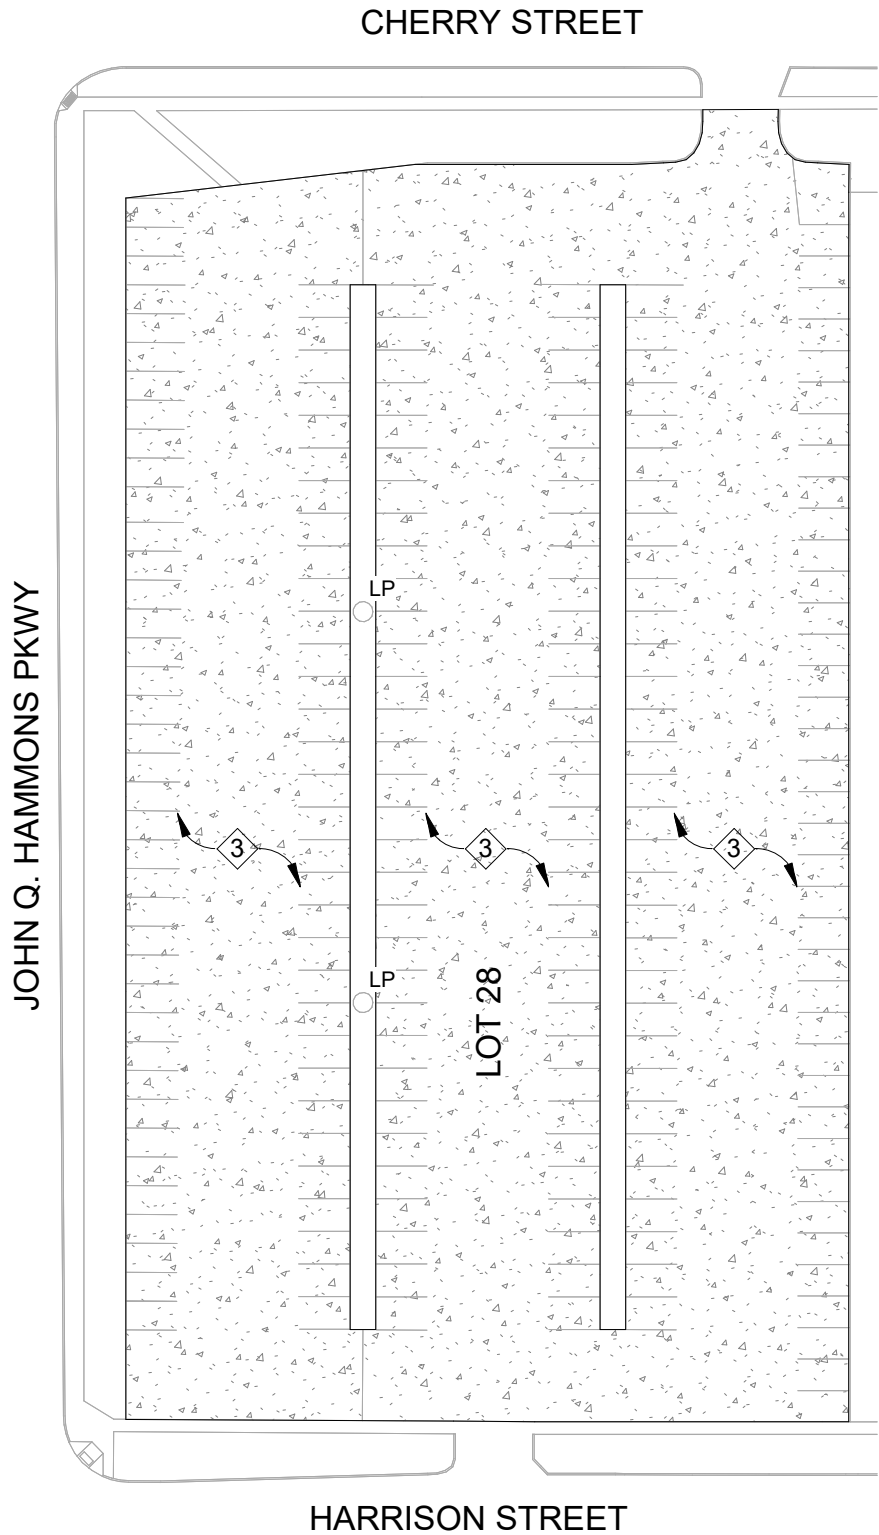 CHERRY STREET
JOHN Q. HAMMONS PKWY
LP
3
3
3
LP
LOT 28
HARRISON STREET